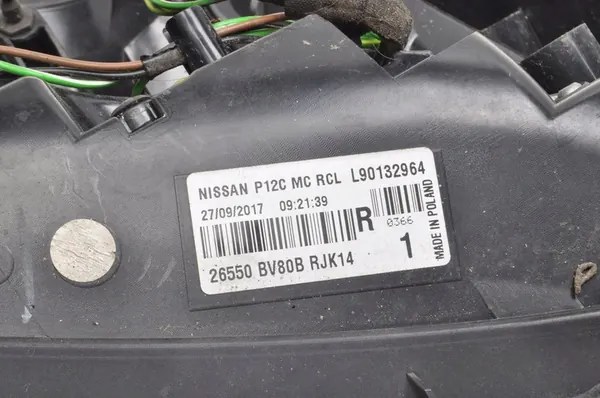 NISSAN P12C MC RCL L90132964
27/09/2017 09:21:39
R 0366
1
26550 BV80B RJK14
MADE IN POLAND